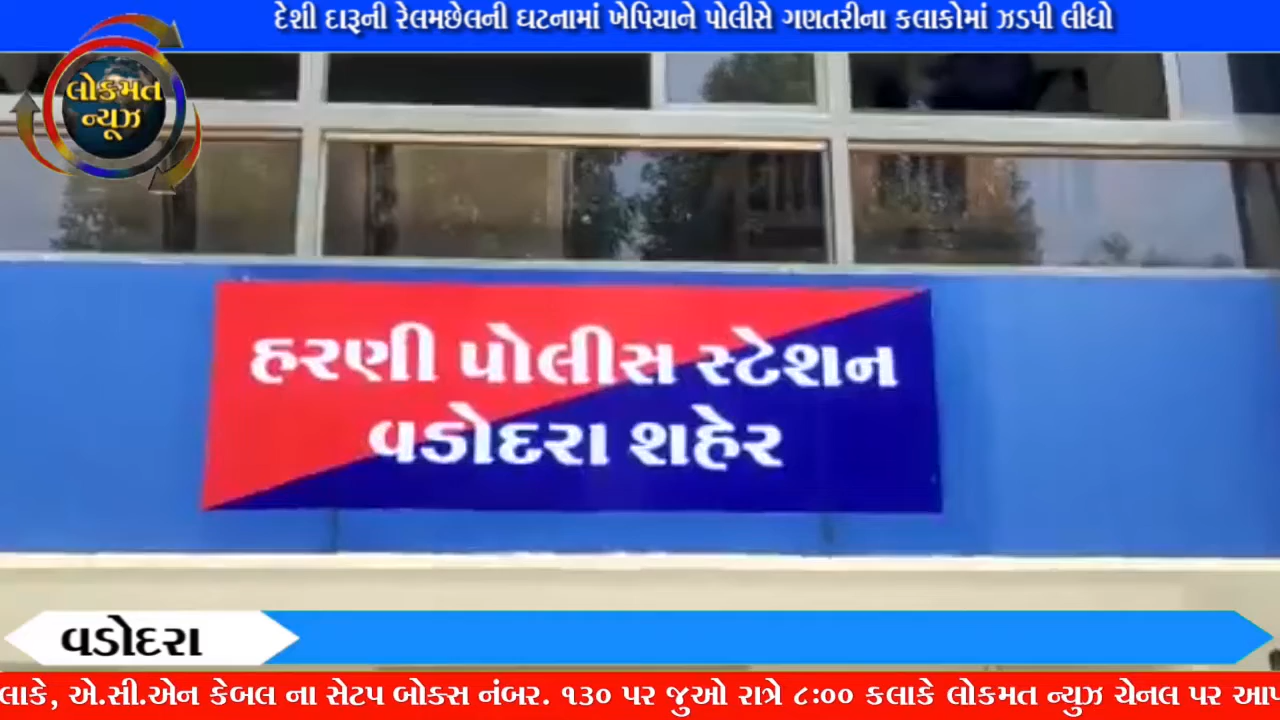 દેશી દારૂની રેલમછેલની ઘટનામાં ખેપિયાને પોલીસે ગણતરીના કલાકોમાં ઝડપી લીધો
લોકમત
ન્યૂઝ
હરણી પોલીસ સ્ટેશન
વડોદરા શહેર
વડોદરા
લાકે, એ.સી.એન કેબલ ના સેટપ બોક્સ નંબર. ૧૩૦ પર જુઓ રાત્રે ૮:૦૦ કલાકે લોકમત ન્યુઝ ચેનલ પર આપ